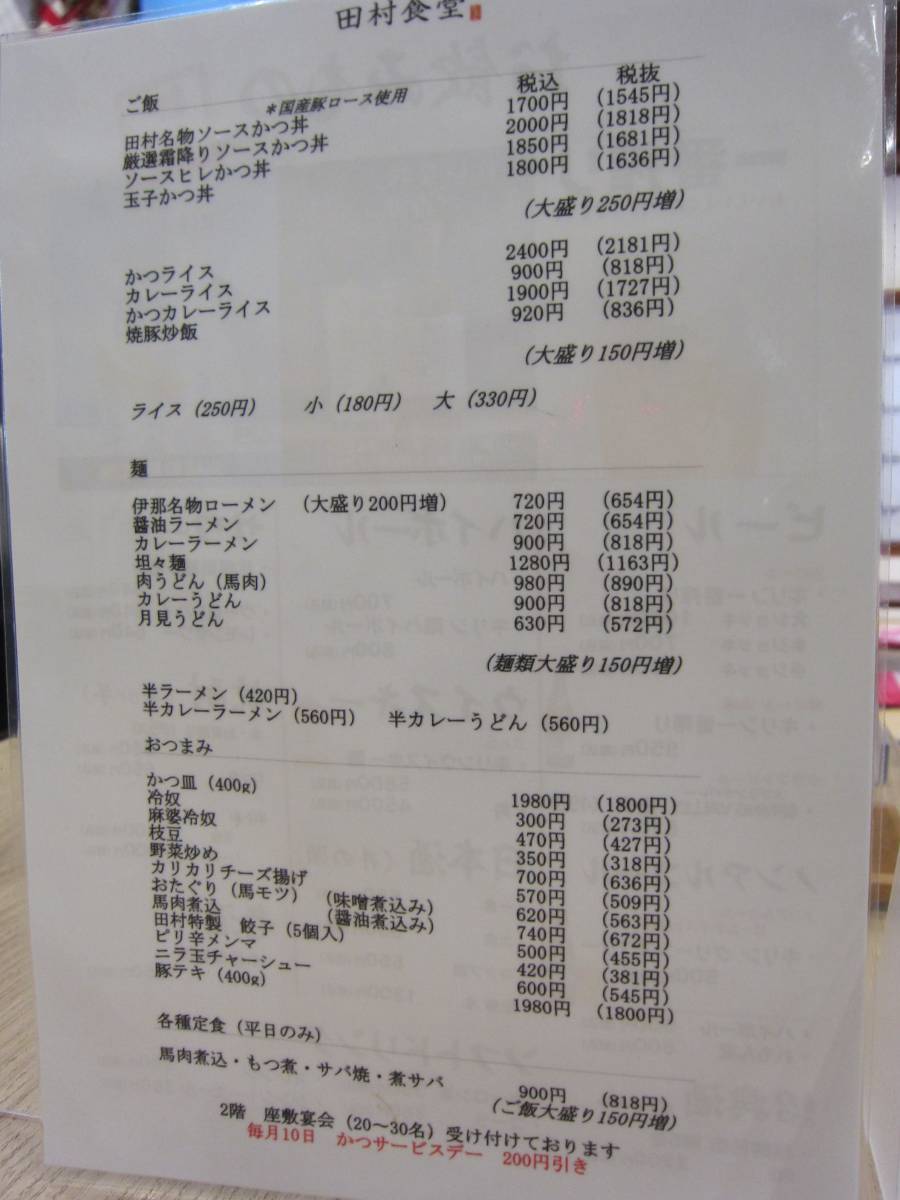 田村食堂
税込 税抜
ご飯 *国産豚ロース使用
田村名物ソースかつ丼 1700円 (1545円)
厳選霜降りソースかつ丼 2000円 (1818円)
ソースヒレかつ丼 1850円 (1681円)
玉子かつ丼 1800円 (1636円)
(大盛り250円増)
かつライス 2400円 (2181円)
カレーライス 900円 (818円)
かつカレーライス 1900円 (1727円)
焼豚炒飯 920円 (836円)
(大盛り150円増)
ライス (250円) 小 (180円) 大 (330円)
麺
伊那名物ローメン (大盛り200円増) 720円 (654円)
醤油ラーメン 720円 (654円)
カレーラーメン 900円 (818円)
坦々麺 1280円 (1163円)
肉うどん (馬肉) 980円 (890円)
カレーうどん 900円 (818円)
月見うどん 630円 (572円)
(麺類大盛り150円増)
半ラーメン (420円)
半カレーラーメン (560円) 半カレーうどん (560円)
おつまみ
かつ皿 (400g) 1980円 (1800円)
冷奴 300円 (273円)
麻婆冷奴 470円 (427円)
枝豆 350円 (318円)
野菜炒め 700円 (636円)
カリカリチーズ揚げ 570円 (509円)
おたぐり (馬モツ) (味噌煮込み) 620円 (563円)
馬肉煮込 (醤油煮込み) 740円 (672円)
田村特製 餃子 (5個入) 500円 (455円)
ピリ辛メンマ 420円 (381円)
ニラ玉チャーシュー 600円 (545円)
豚テキ (400g) 1980円 (1800円)
各種定食 (平日のみ)
馬肉煮込・もつ煮・サバ焼・煮サバ 900円 (818円)
(ご飯大盛り150円増)
2階 座敷宴会 (20〜30名) 受け付けております
毎月10日 かつサービスデー 200円引き